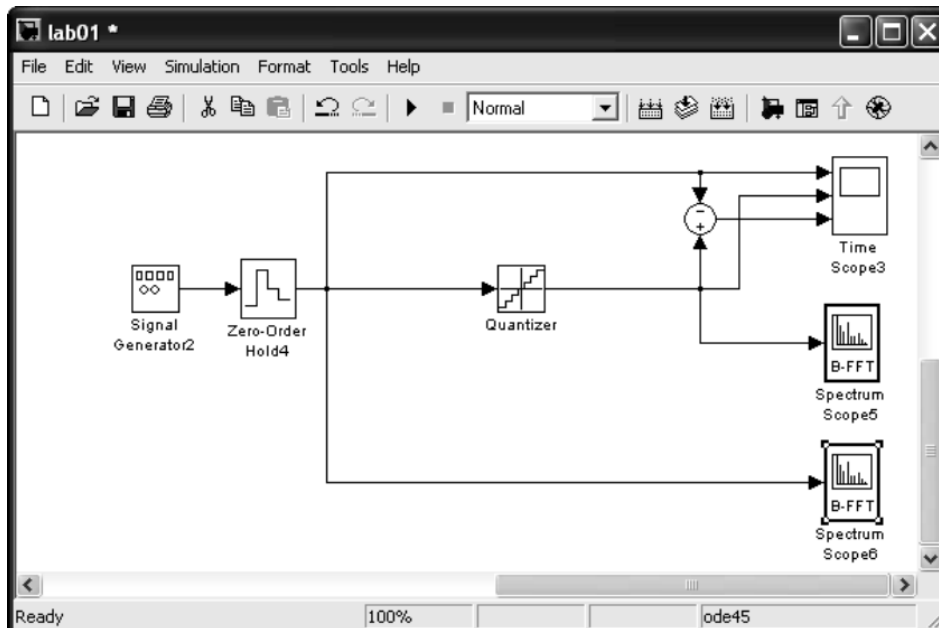 lab01 *
File Edit View Simulation Format Tools Help
Normal
Time
Scope3
Signal
Generator2
Zero-Order
Hold4
Quantizer
B-FFT
Spectrum
Scope5
B-FFT
Spectrum
Scope6
Ready 100% ode45